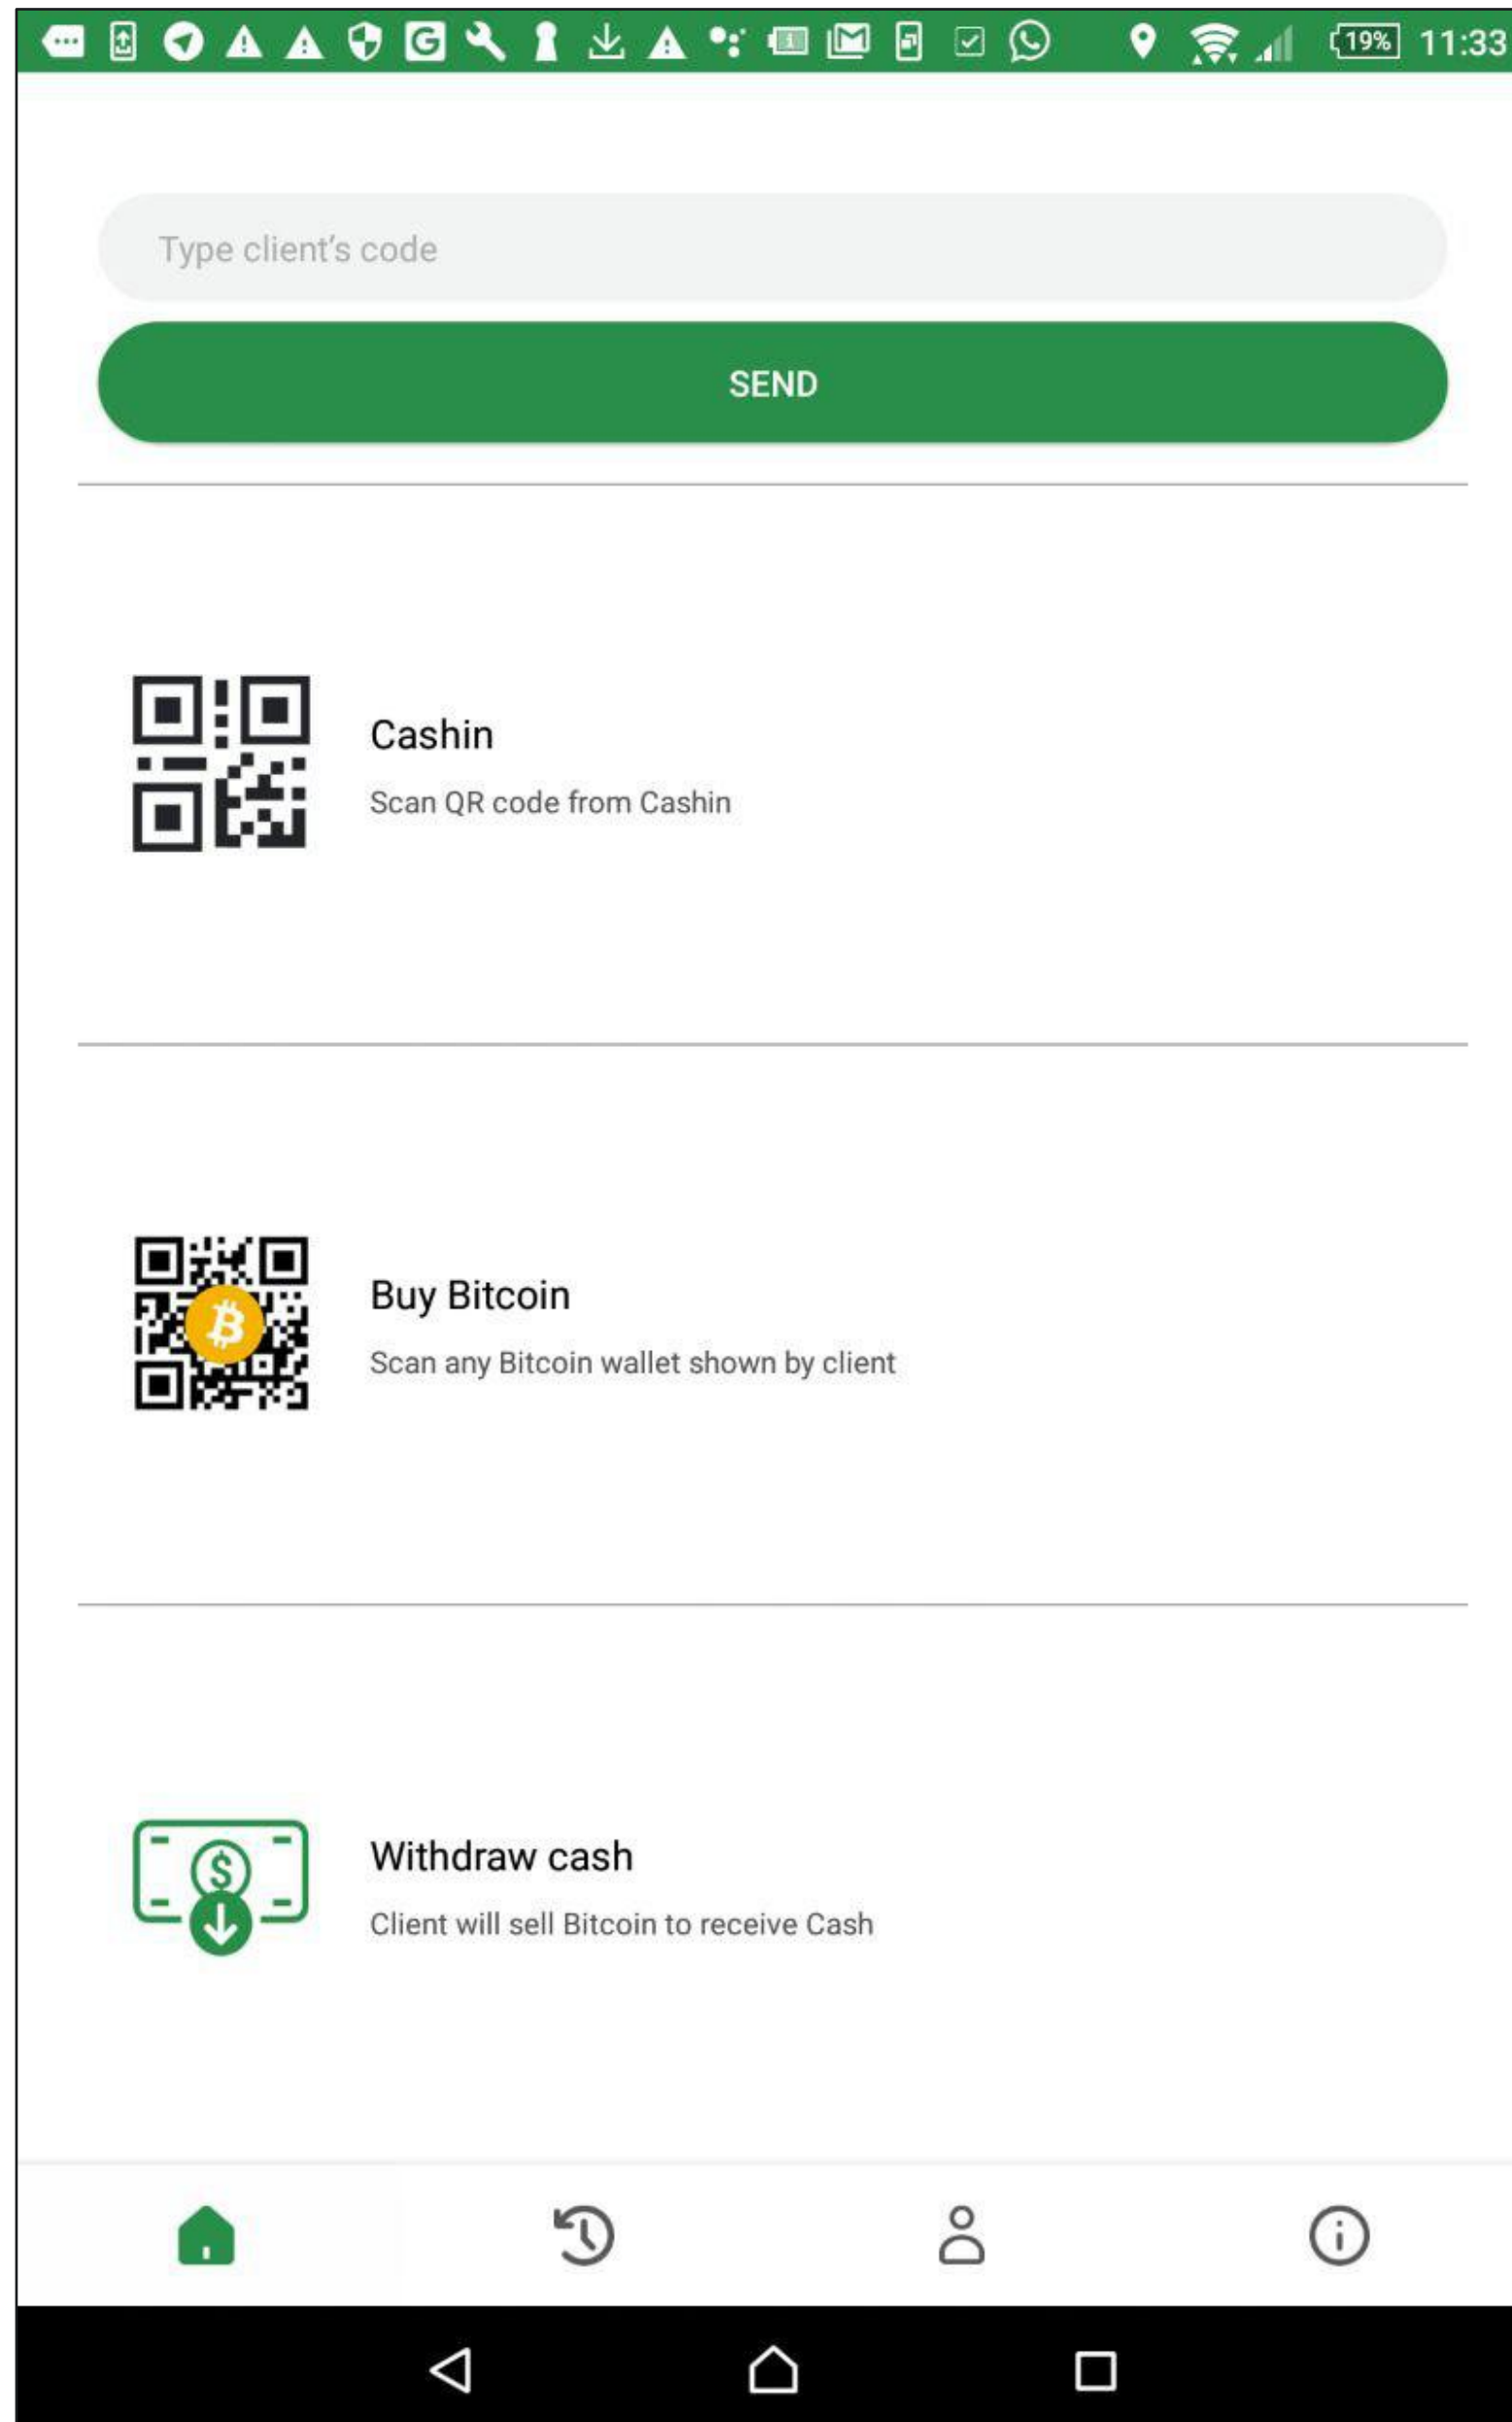 19% 11:33
Type client's code
SEND
Cashin
Scan QR code from Cashin
Buy Bitcoin
Scan any Bitcoin wallet shown by client
Withdraw cash
Client will sell Bitcoin to receive Cash